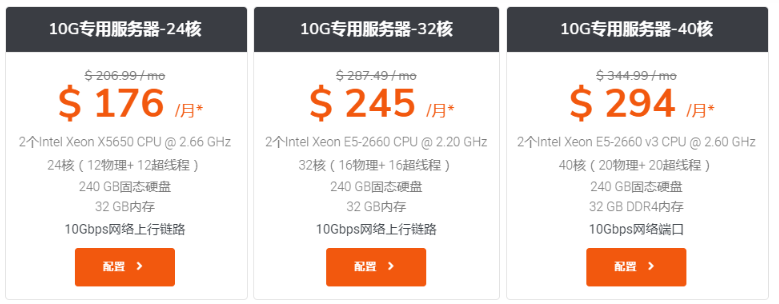 10G专用服务器-24核
$ 206.99 / mo
$ 176 /月*
2个Intel Xeon X5650 CPU @ 2.66 GHz
24核（12物理+ 12超线程）
240 GB固态硬盘
32 GB内存
10Gbps网络上行链路
配置
10G专用服务器-32核
$ 287.49 / mo
$ 245 /月*
2个Intel Xeon E5-2660 CPU @ 2.20 GHz
32核（16物理+ 16超线程）
240 GB固态硬盘
32 GB内存
10Gbps网络上行链路
配置
10G专用服务器-40核
$ 344.99 / mo
$ 294 /月*
2个Intel Xeon E5-2660 v3 CPU @ 2.60 GHz
40核（20物理+ 20超线程）
240 GB固态硬盘
32 GB DDR4内存
10Gbps网络端口
配置